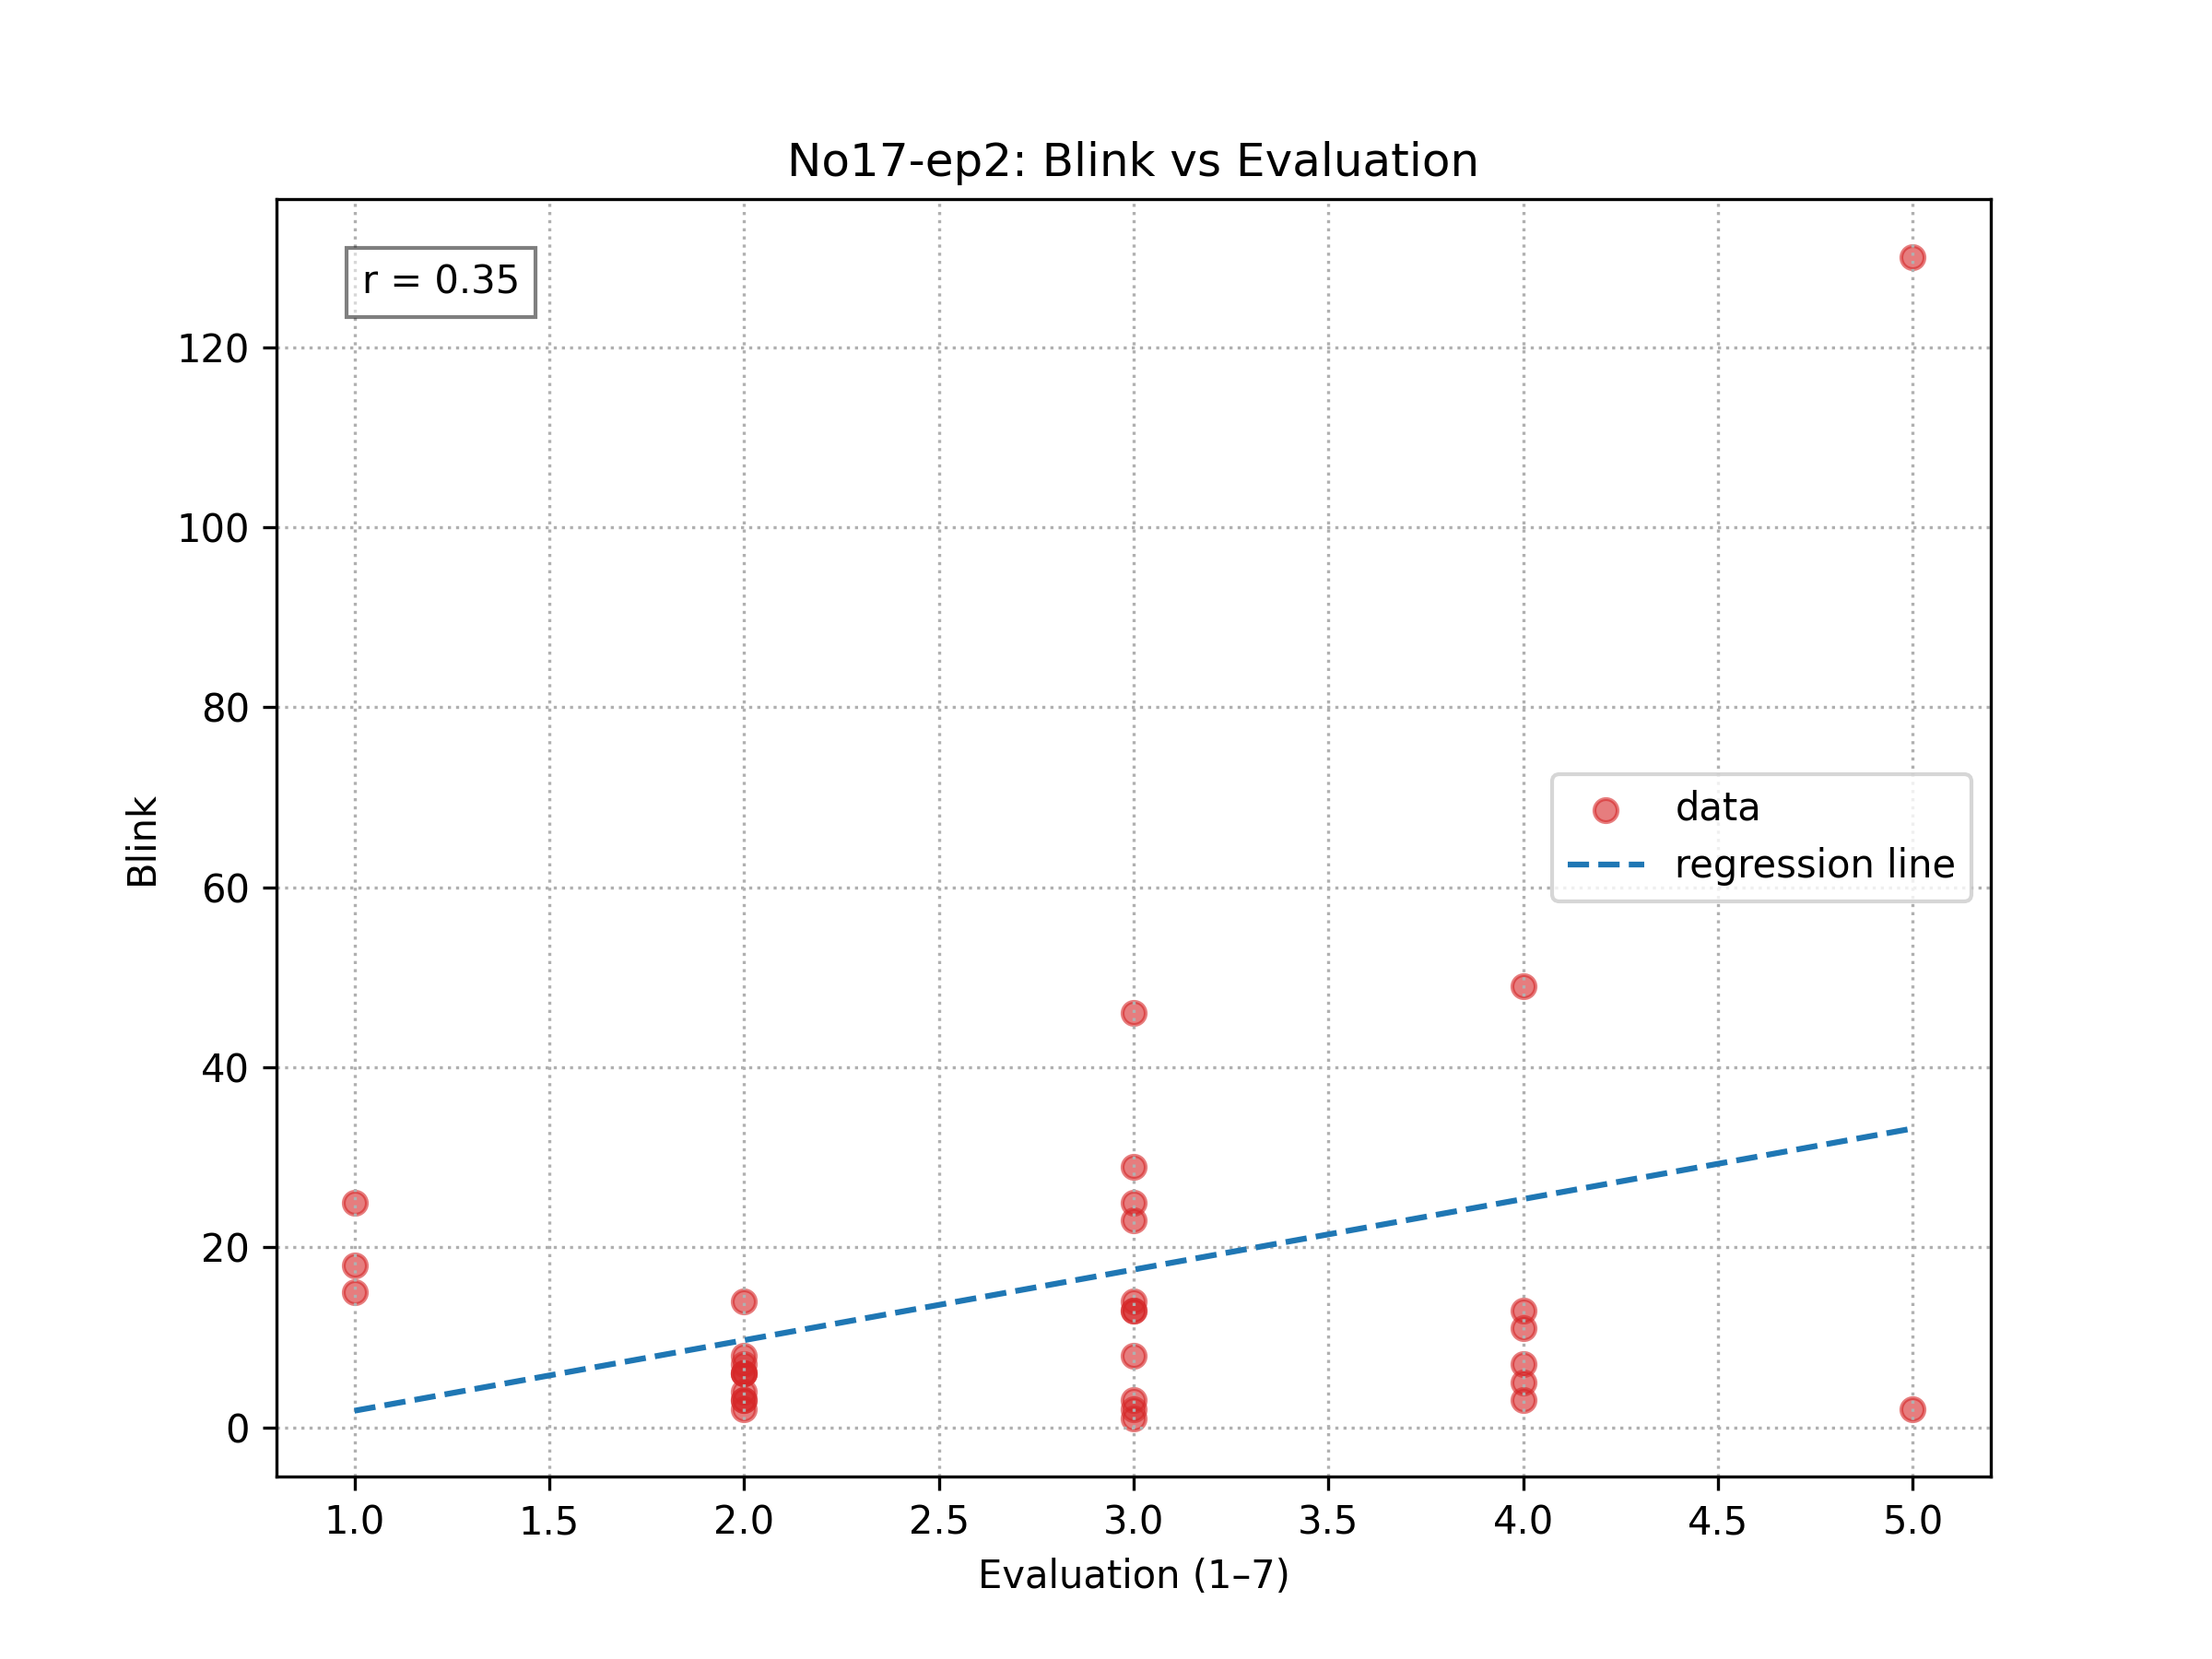 No17-ep2: Blink vs Evaluation
r = 0.35
120
100
80
60
40
20
0
Blink
data
regression line
1.0 1.5 2.0 2.5 3.0 3.5 4.0 4.5 5.0
Evaluation (1–7)